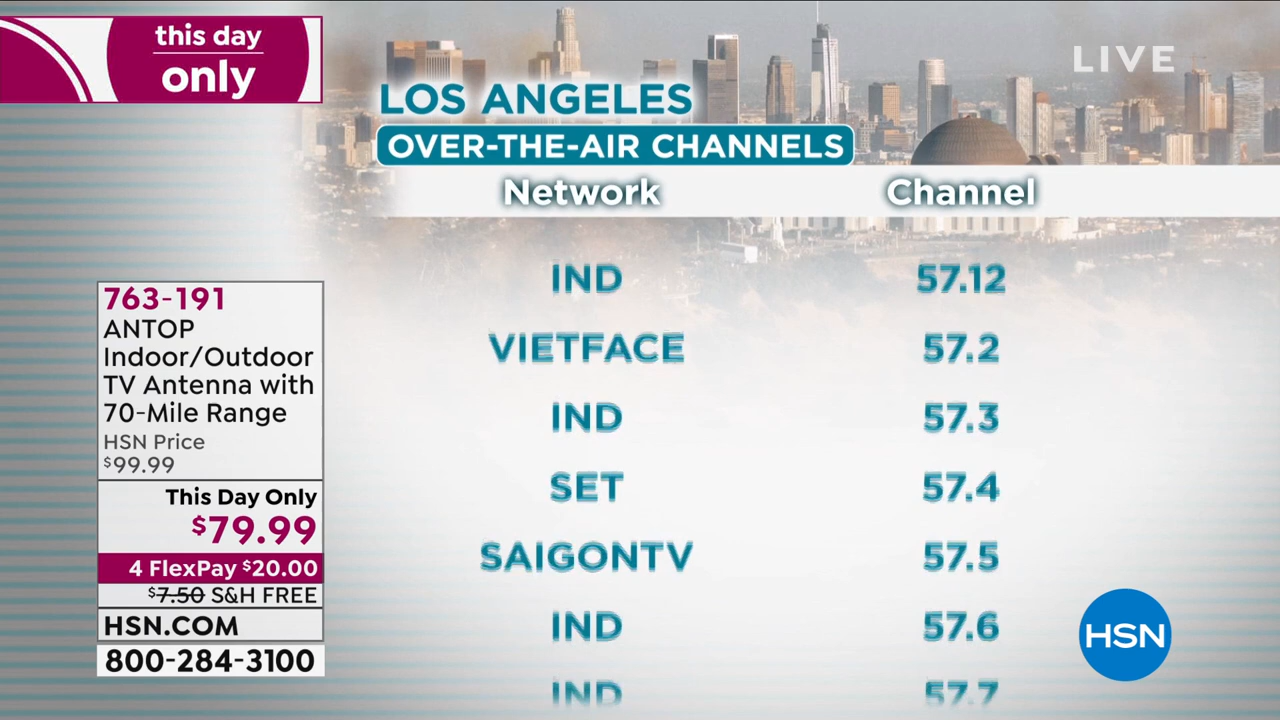 this day
only
LIVE
LOS ANGELES
OVER-THE-AIR CHANNELS
Network Channel
IND 57.12
VIETFACE 57.2
IND 57.3
SET 57.4
SAIGONTV 57.5
IND 57.6
IND 57.7
763-191
ANTOP
Indoor/Outdoor
TV Antenna with
70-Mile Range
HSN Price
$99.99
This Day Only
$79.99
4 FlexPay $20.00
$7.50 S&H FREE
HSN.COM
800-284-3100
HSN